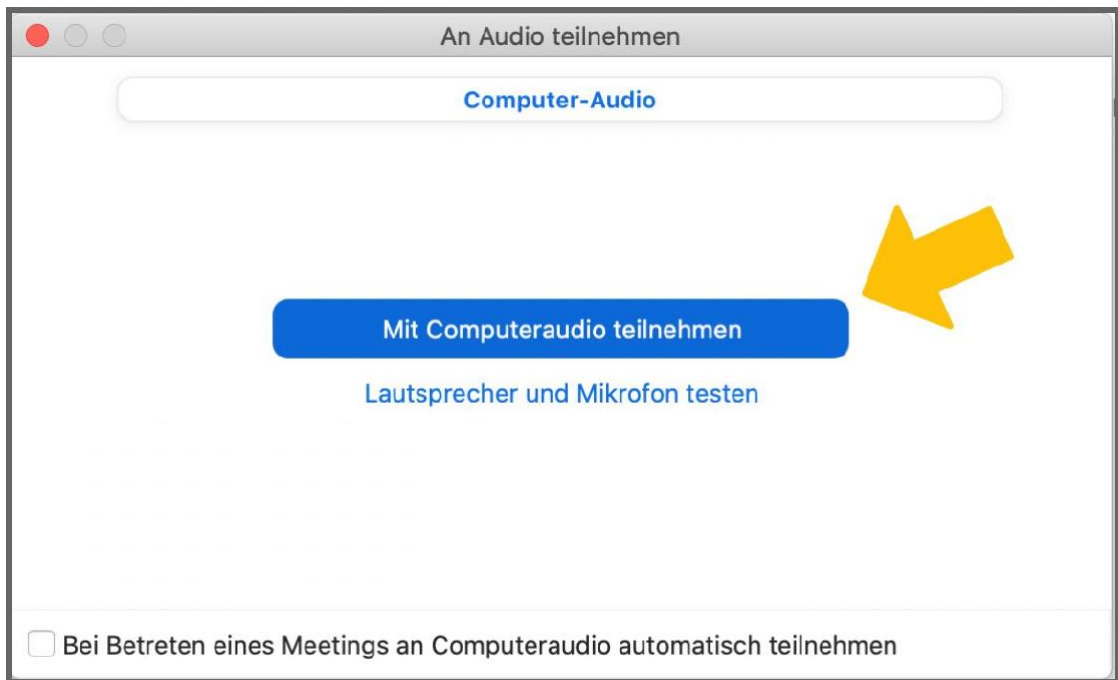 An Audio teilnehmen
Computer-Audio
Mit Computeraudio teilnehmen
Lautsprecher und Mikrofon testen
Bei Betreten eines Meetings an Computeraudio automatisch teilnehmen